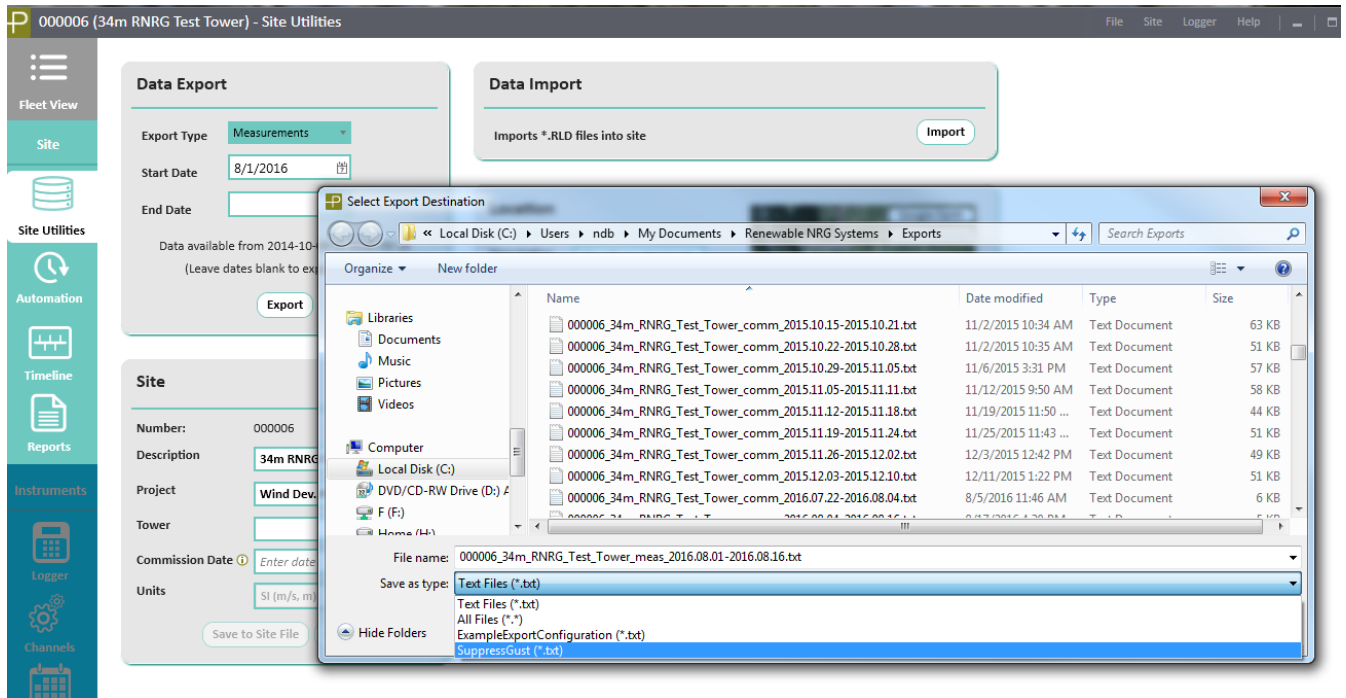 000006 (34m RNRG Test Tower) - Site Utilities
File Site Logger Help
Fleet View
Site
Site Utilities
Automation
Timeline
Reports
Instruments
Logger
Channels
Data Export
Export Type Measurements
Start Date 8/1/2016
End Date
Data available from 2014-10-
(Leave dates blank to exp
Export
Data Import
Imports *.RLD files into site Import
Site
Number: 000006
Description 34m RNRG
Project Wind Dev.
Tower
Commission Date Enter date
Units SI (m/s, m)
Save to Site File
Location
Select Export Destination
« Local Disk (C:) Users ndb My Documents Renewable NRG Systems Exports
Search Exports
Organize New folder
Libraries
Documents
Music
Pictures
Videos
Computer
Local Disk (C:)
DVD/CD-RW Drive (D:) A
F (F:)
Home (H:)
Name Date modified Type Size
000006_34m_RNRG_Test_Tower_comm_2015.10.15-2015.10.21.txt 11/2/2015 10:34 AM Text Document 63 KB
000006_34m_RNRG_Test_Tower_comm_2015.10.22-2015.10.28.txt 11/2/2015 10:35 AM Text Document 51 KB
000006_34m_RNRG_Test_Tower_comm_2015.10.29-2015.11.05.txt 11/6/2015 3:31 PM Text Document 57 KB
000006_34m_RNRG_Test_Tower_comm_2015.11.05-2015.11.11.txt 11/12/2015 9:50 AM Text Document 58 KB
000006_34m_RNRG_Test_Tower_comm_2015.11.12-2015.11.18.txt 11/19/2015 11:50 ... Text Document 44 KB
000006_34m_RNRG_Test_Tower_comm_2015.11.19-2015.11.24.txt 11/25/2015 11:43 ... Text Document 51 KB
000006_34m_RNRG_Test_Tower_comm_2015.11.26-2015.12.02.txt 12/3/2015 12:42 PM Text Document 49 KB
000006_34m_RNRG_Test_Tower_comm_2015.12.03-2015.12.10.txt 12/11/2015 1:22 PM Text Document 51 KB
000006_34m_RNRG_Test_Tower_comm_2016.07.22-2016.08.04.txt 8/5/2016 11:46 AM Text Document 6 KB
File name: 000006_34m_RNRG_Test_Tower_meas_2016.08.01-2016.08.16.txt
Save as type: Text Files (*.txt)
Text Files (*.txt)
All Files (*.*)
ExampleExportConfiguration (*.txt)
SuppressGust (*.txt)
Hide Folders